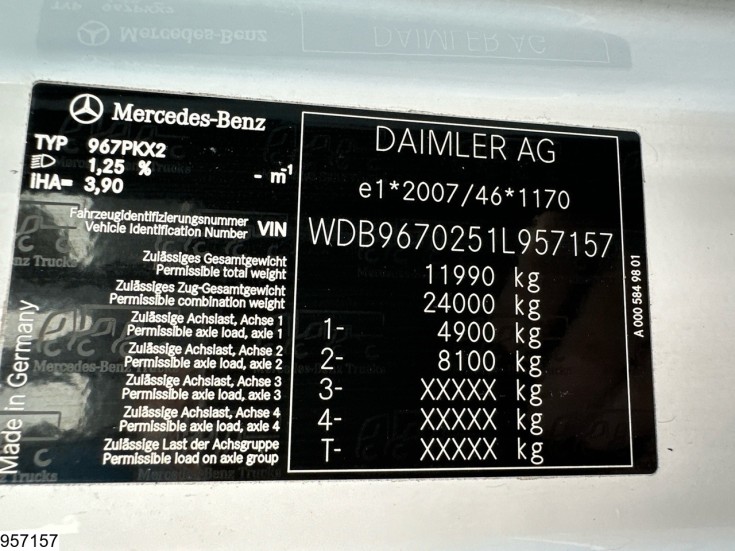 Mercedes-Benz
DAIMLER AG
TYP 967PKX2
1,25 % - m⁻¹
IHA= 3,90
e1*2007/46*1170
Fahrzeugidentifizierungsnummer
Vehicle Identification Number VIN WDB9670251L957157
Zulässiges Gesamtgewicht
Permissible total weight 11990 kg
Zulässiges Zug-Gesamtgewicht
Permissible combination weight 24000 kg
Zulässige Achslast, Achse 1
Permissible axle load, axle 1 1- 4900 kg
Zulässige Achslast, Achse 2
Permissible axle load, axle 2 2- 8100 kg
Zulässige Achslast, Achse 3
Permissible axle load, axle 3 3- XXXXX kg
Zulässige Achslast, Achse 4
Permissible axle load, axle 4 4- XXXXX kg
Zulässige Last der Achsgruppe
Permissible load on axle group T- XXXXX kg
Made in Germany
A 000 584 98 01
Mercedes-Benz Trucks
957157